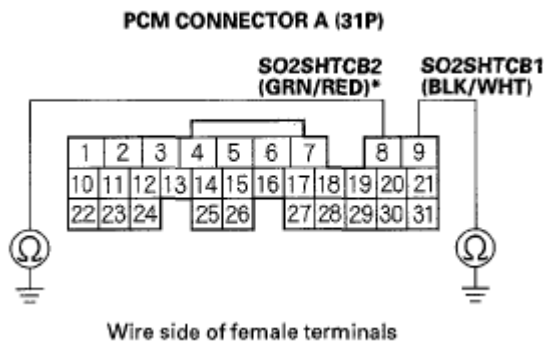 PCM CONNECTOR A (31P)
SO2SHTCB2 SO2SHTCB1
(GRN/RED)* (BLK/WHT)
1 2 3 4 5 6 7 8 9
10 11 12 13 14 15 16 17 18 19 20 21
22 23 24 25 26 27 28 29 30 31
Ω Ω
Wire side of female terminals